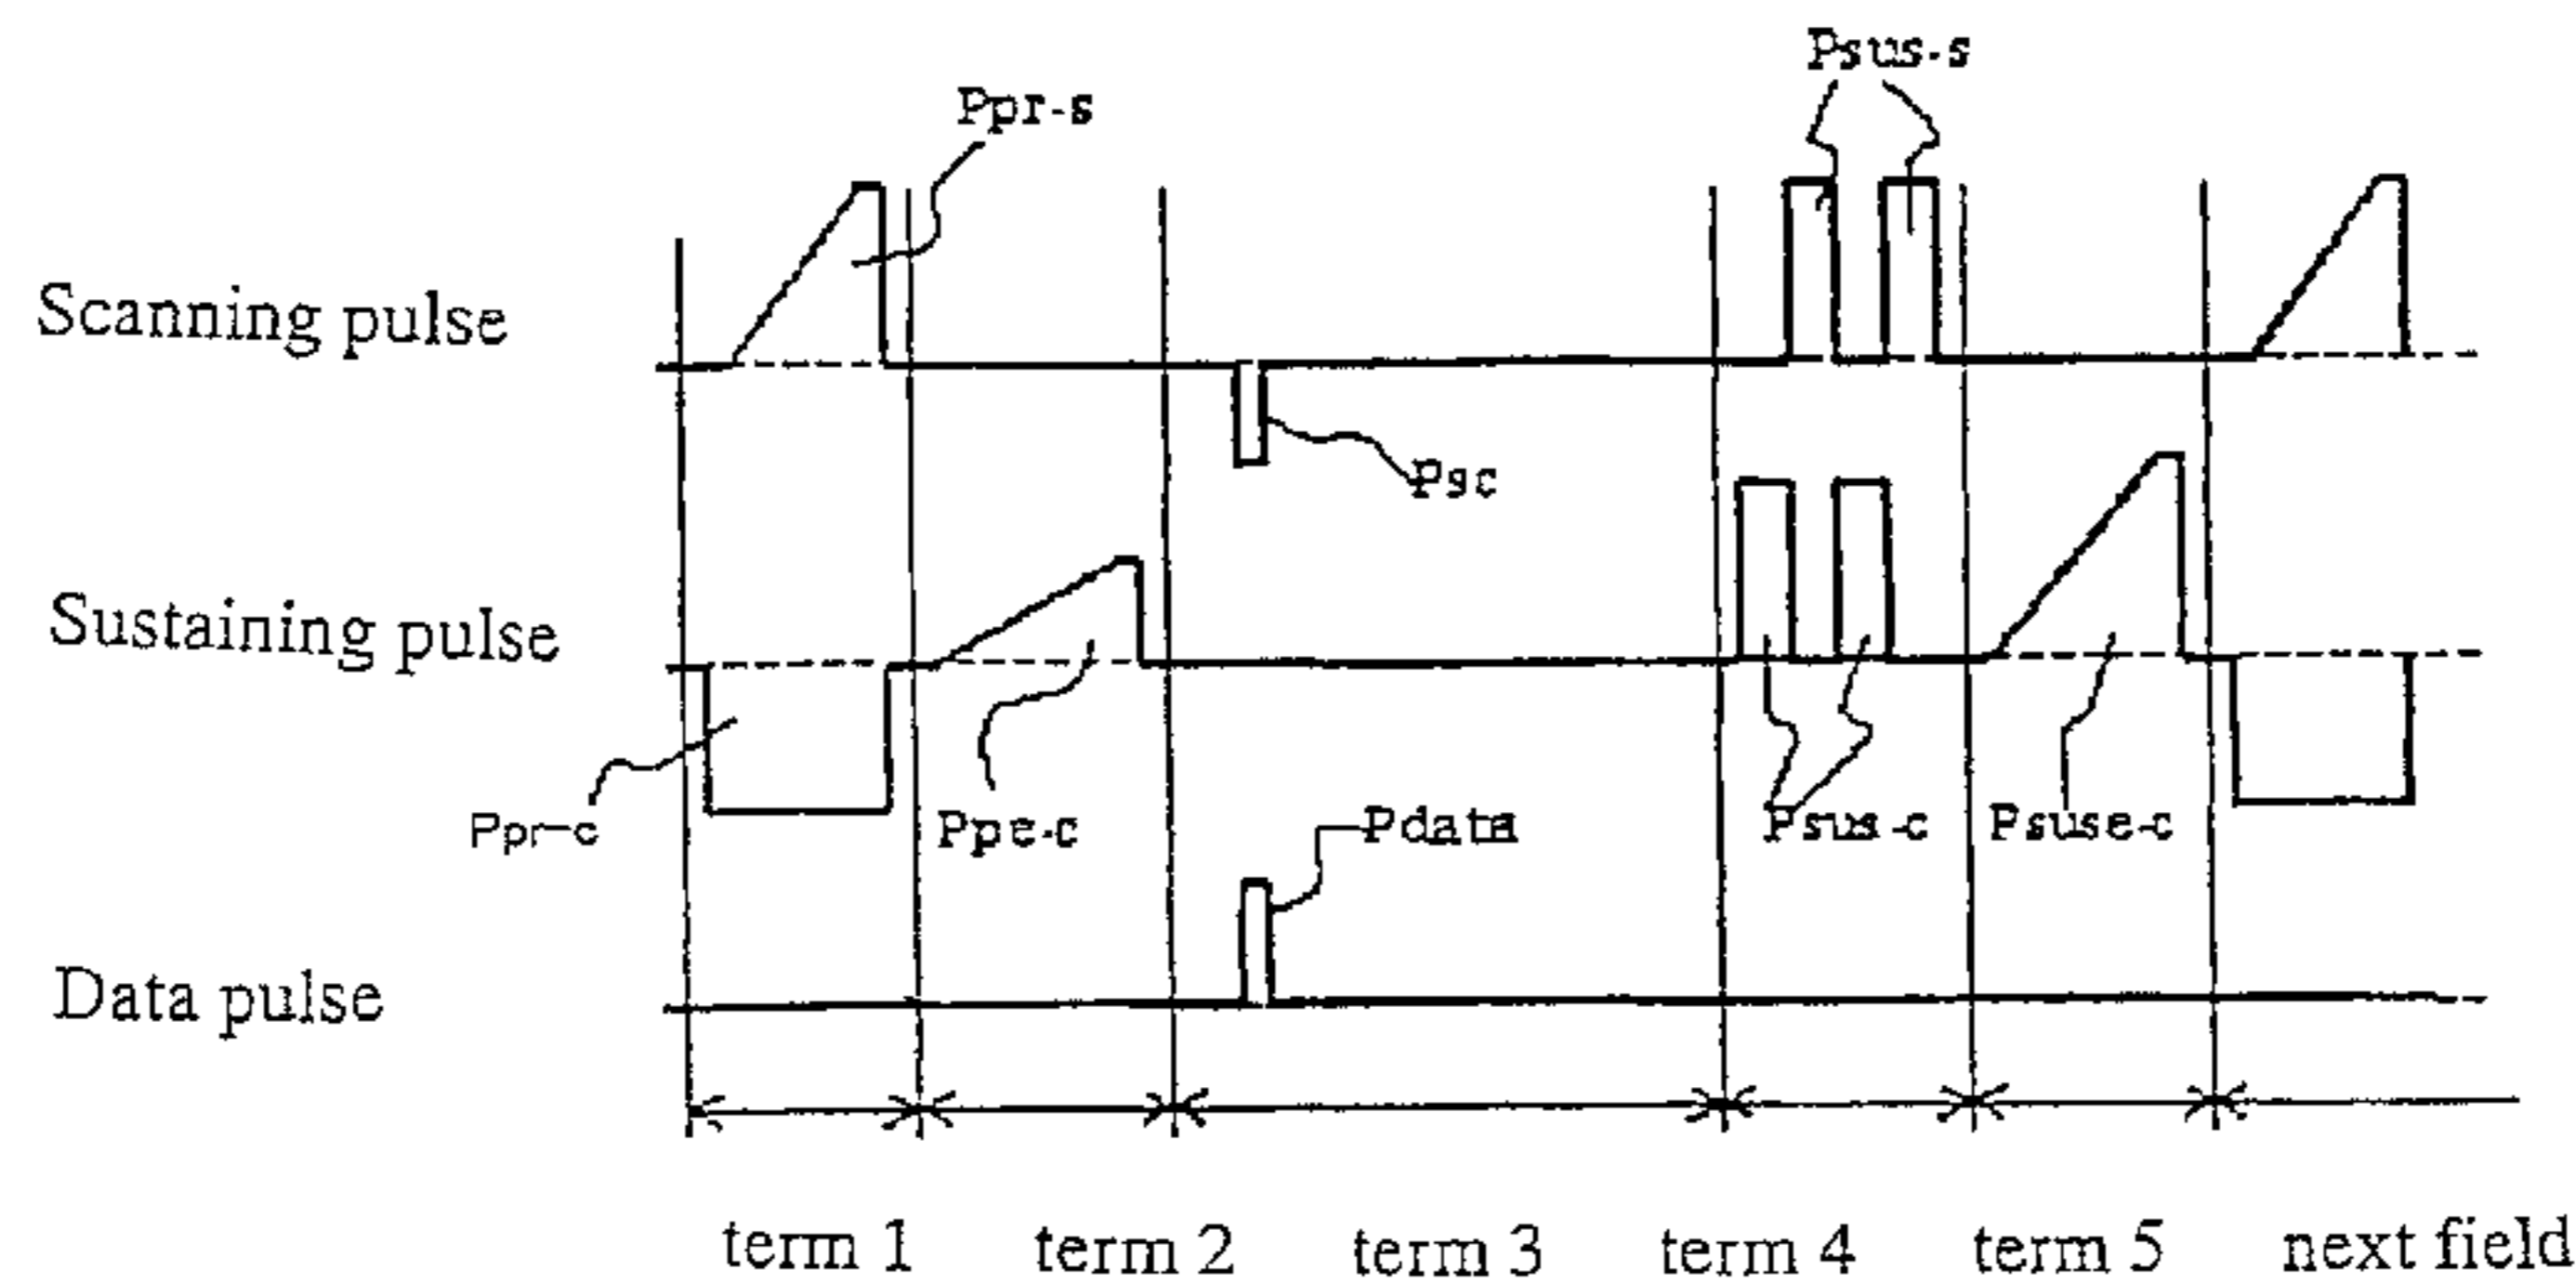 Psus-s
Ppr-s
Scanning pulse
Psc
Sustaining pulse
Ppr-c
Ppe-c
Pdata
Psus-c
Psuse-c
Data pulse
term 1
term 2
term 3
term 4
term 5
next field